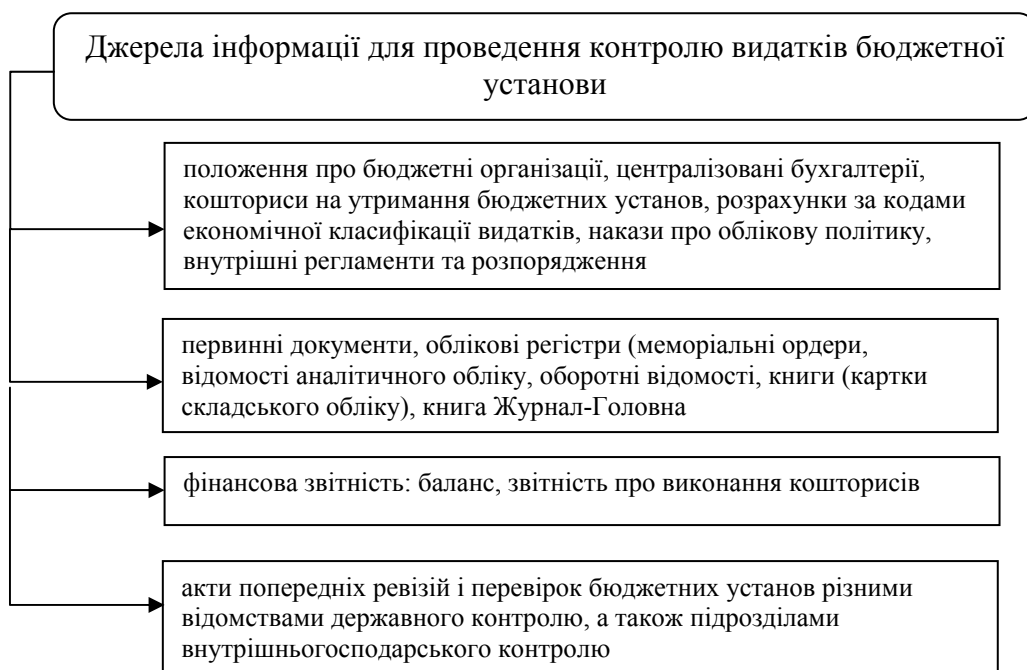 Джерела інформації для проведення контролю видатків бюджетної
установи
положення про бюджетні організації, централізовані бухгалтерії,
кошториси на утримання бюджетних установ, розрахунки за кодами
економічної класифікації видатків, накази про облікову політику,
внутрішні регламенти та розпорядження
первинні документи, облікові регістри (меморіальні ордери,
відомості аналітичного обліку, оборотні відомості, книги (картки
складського обліку), книга Журнал-Головна
фінансова звітність: баланс, звітність про виконання кошторисів
акти попередніх ревізій і перевірок бюджетних установ різними
відомствами державного контролю, а також підрозділами
внутрішньогосподарського контролю